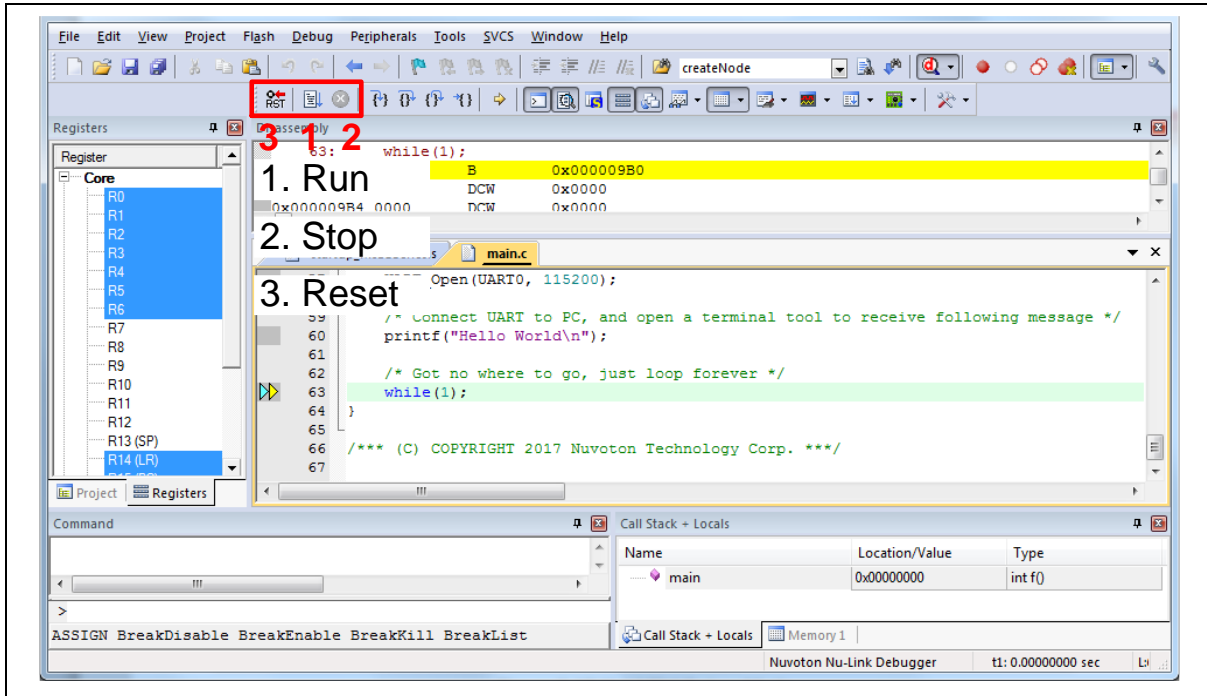 File Edit View Project Flash Debug Peripherals Tools SVCS Window Help
createNode
RST
3 1 2
Registers
Disassembly
Register
Core
R0
R1
R2
R3
R4
R5
R6
R7
R8
R9
R10
R11
R12
R13 (SP)
R14 (LR)
Project Registers
63: while(1);
B 0x000009B0
DCW 0x0000
0x000009B4 0000 DCW 0x0000
1. Run
2. Stop
3. Reset
main.c
Open(UART0, 115200);
59 /* Connect UART to PC, and open a terminal tool to receive following message */
60 printf("Hello World\n");
61
62 /* Got no where to go, just loop forever */
63 while(1);
64 }
65
66 /*** (C) COPYRIGHT 2017 Nuvoton Technology Corp. ***/
67
Command
>
ASSIGN BreakDisable BreakEnable BreakKill BreakList
Call Stack + Locals
Name Location/Value Type
main 0x00000000 int f()
Call Stack + Locals Memory 1
Nuvoton Nu-Link Debugger t1: 0.00000000 sec